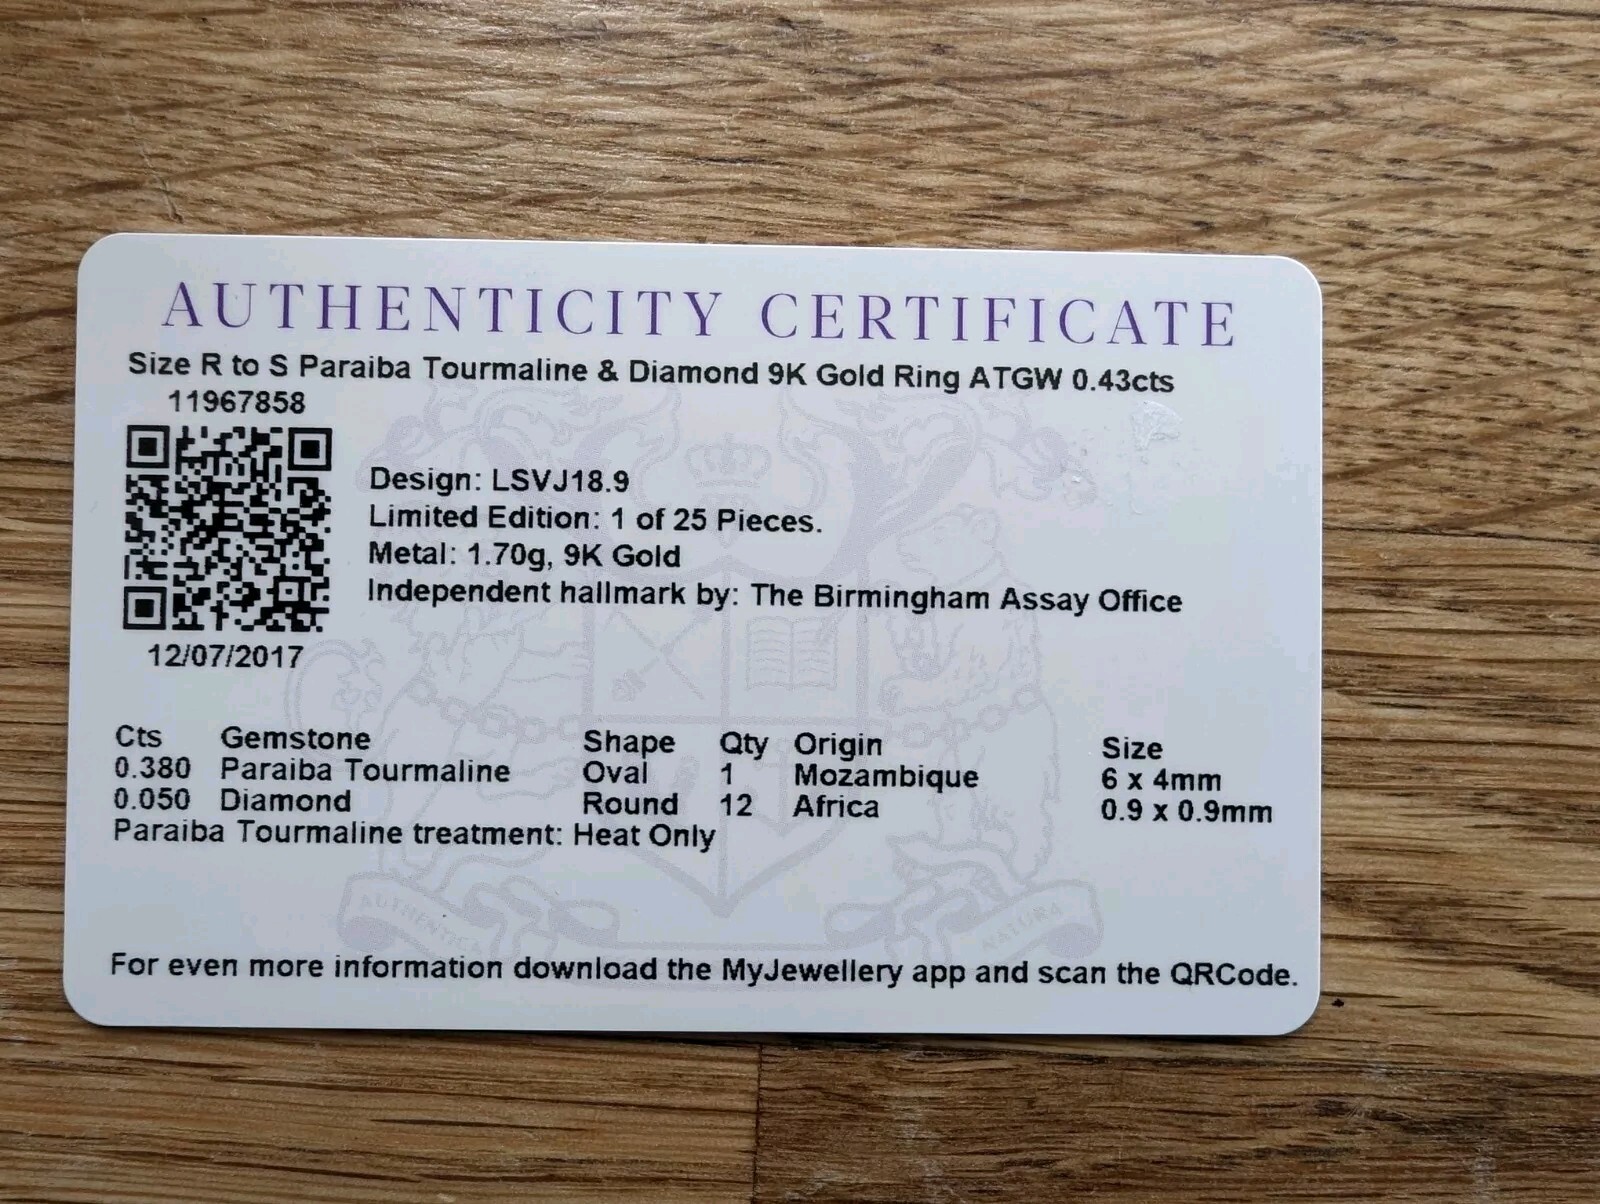 AUTHENTICITY CERTIFICATE
Size R to S Paraiba Tourmaline & Diamond 9K Gold Ring ATGW 0.43cts
11967858
Design: LSVJ18.9
Limited Edition: 1 of 25 Pieces.
Metal: 1.70g, 9K Gold
Independent hallmark by: The Birmingham Assay Office
12/07/2017
Cts Gemstone Shape Qty Origin Size
0.380 Paraiba Tourmaline Oval 1 Mozambique 6 x 4mm
0.050 Diamond Round 12 Africa 0.9 x 0.9mm
Paraiba Tourmaline treatment: Heat Only
NATURA
For even more information download the MyJewellery app and scan the QRCode.